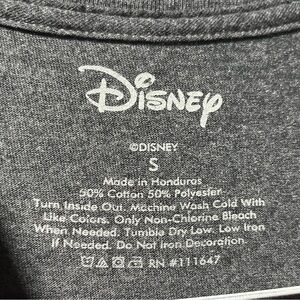 Disney
©DISNEY
S
Made in Honduras
50% Cotton 50% Polyester
Turn Inside Out. Machine Wash Cold With
Like Colors. Only Non-Chlorine Bleach
When Needed. Tumble Dry Low. Low Iron
If Needed. Do Not Iron Decoration.
RN #111647